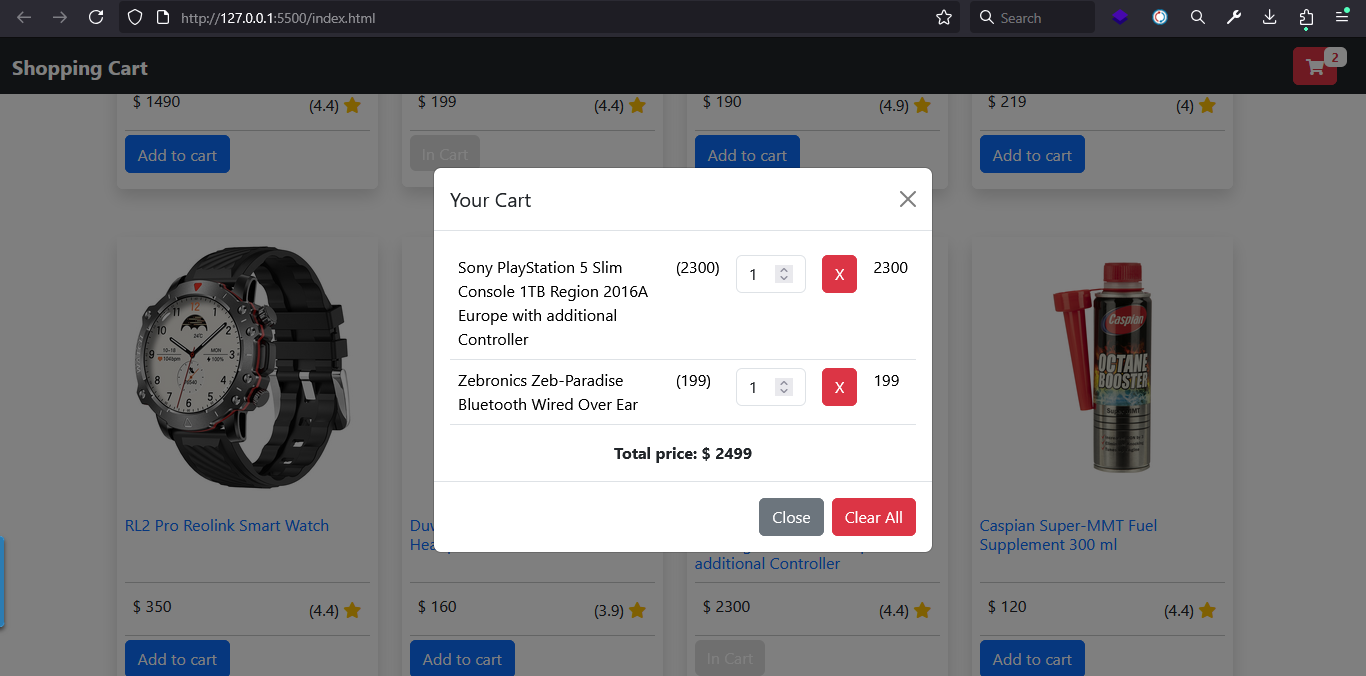 http://127.0.0.1:5500/index.html
Search
Shopping Cart
2
$ 1490
(4.4)
$ 199
(4.4)
$ 190
(4.9)
$ 219
(4)
Add to cart
In Cart
Add to cart
Add to cart
Your Cart
Sony PlayStation 5 Slim
Console 1TB Region 2016A
Europe with additional
Controller
(2300)
1
X
2300
Zebronics Zeb-Paradise
Bluetooth Wired Over Ear
(199)
1
X
199
Total price: $ 2499
Close
Clear All
Caspian
OCTANE
BOOSTER
RL2 Pro Reolink Smart Watch
additional Controller
Caspian Super-MMT Fuel
Supplement 300 ml
$ 350
(4.4)
$ 160
(3.9)
$ 2300
(4.4)
$ 120
(4.4)
Add to cart
Add to cart
In Cart
Add to cart